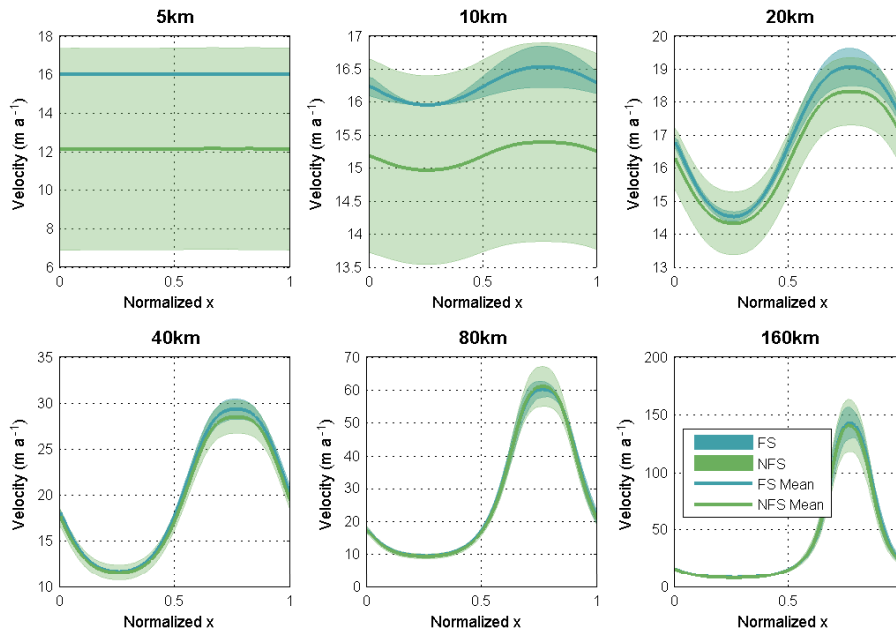 5km
10km
20km
Velocity (m a⁻¹)
18
16
14
12
10
8
6
0
0.5
1
Normalized x
Velocity (m a⁻¹)
16.5
16
15.5
15
14.5
14
13.5
0
0.5
1
Normalized x
Velocity (m a⁻¹)
20
19
18
17
16
15
14
13
0
0.5
Normalized x
40km
80km
160km
Velocity (m a⁻¹)
35
30
25
20
15
10
0
0.5
1
Normalized x
Velocity (m a⁻¹)
70
60
50
40
30
20
10
0
0
0.5
1
Normalized x
Velocity (m a⁻¹)
200
150
100
50
0
0
0.5
Normalized x
FS
NFS
FS Mean
NFS Mean